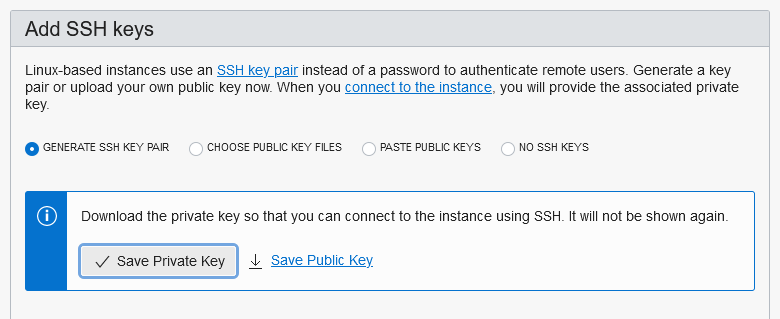 Add SSH keys
Linux-based instances use an SSH key pair instead of a password to authenticate remote users. Generate a key
pair or upload your own public key now. When you connect to the instance, you will provide the associated private
key.
GENERATE SSH KEY PAIR CHOOSE PUBLIC KEY FILES PASTE PUBLIC KEYS NO SSH KEYS
Download the private key so that you can connect to the instance using SSH. It will not be shown again.
Save Private Key Save Public Key